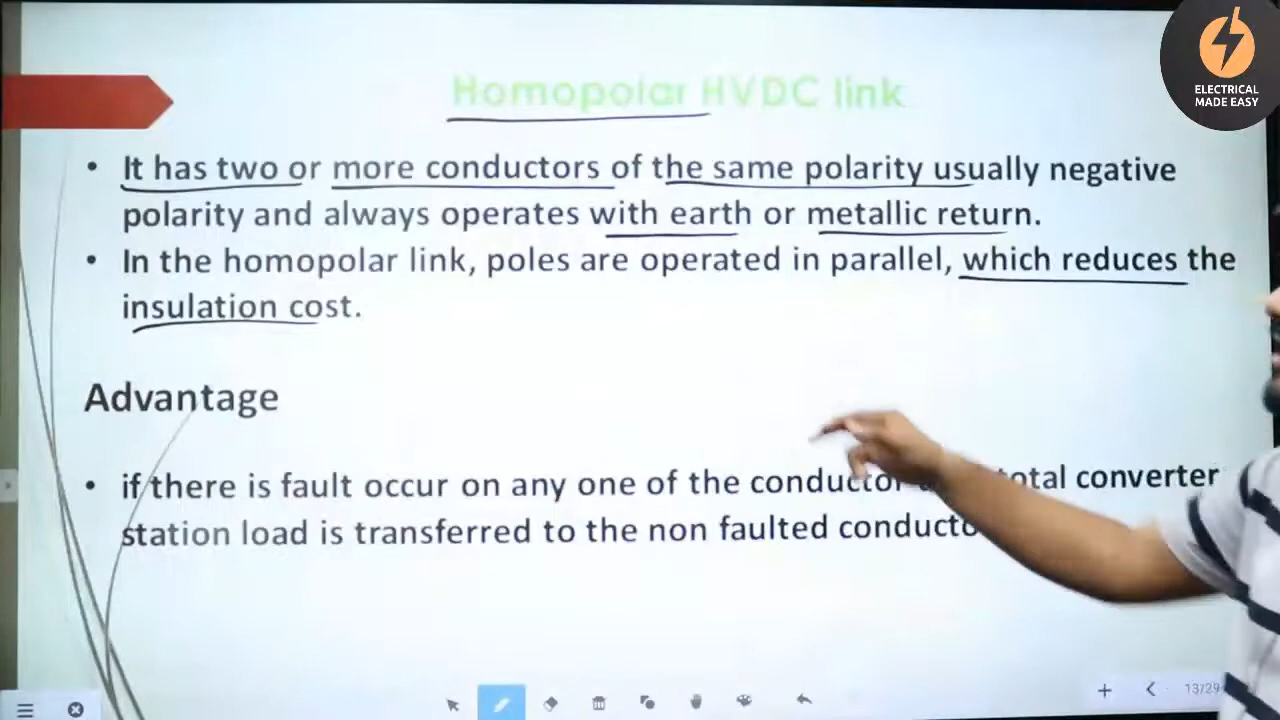 ELECTRICAL
MADE EASY
Homopolar HVDC link
• It has two or more conductors of the same polarity usually negative
polarity and always operates with earth or metallic return.
• In the homopolar link, poles are operated in parallel, which reduces the
insulation cost.
Advantage
• if there is fault occur on any one of the conductor total converter
station load is transferred to the non faulted
13/29